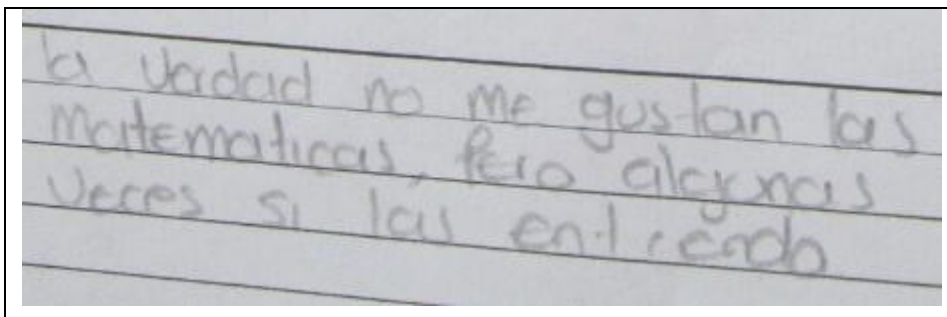 la verdad no me gustan las
matematicas, pero algunas
veces si las entiendo